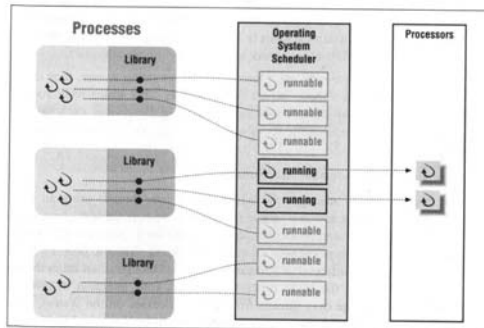 Processes
Library
Library
Library
Operating
System
Scheduler
runnable
runnable
runnable
running
running
runnable
runnable
runnable
Processors